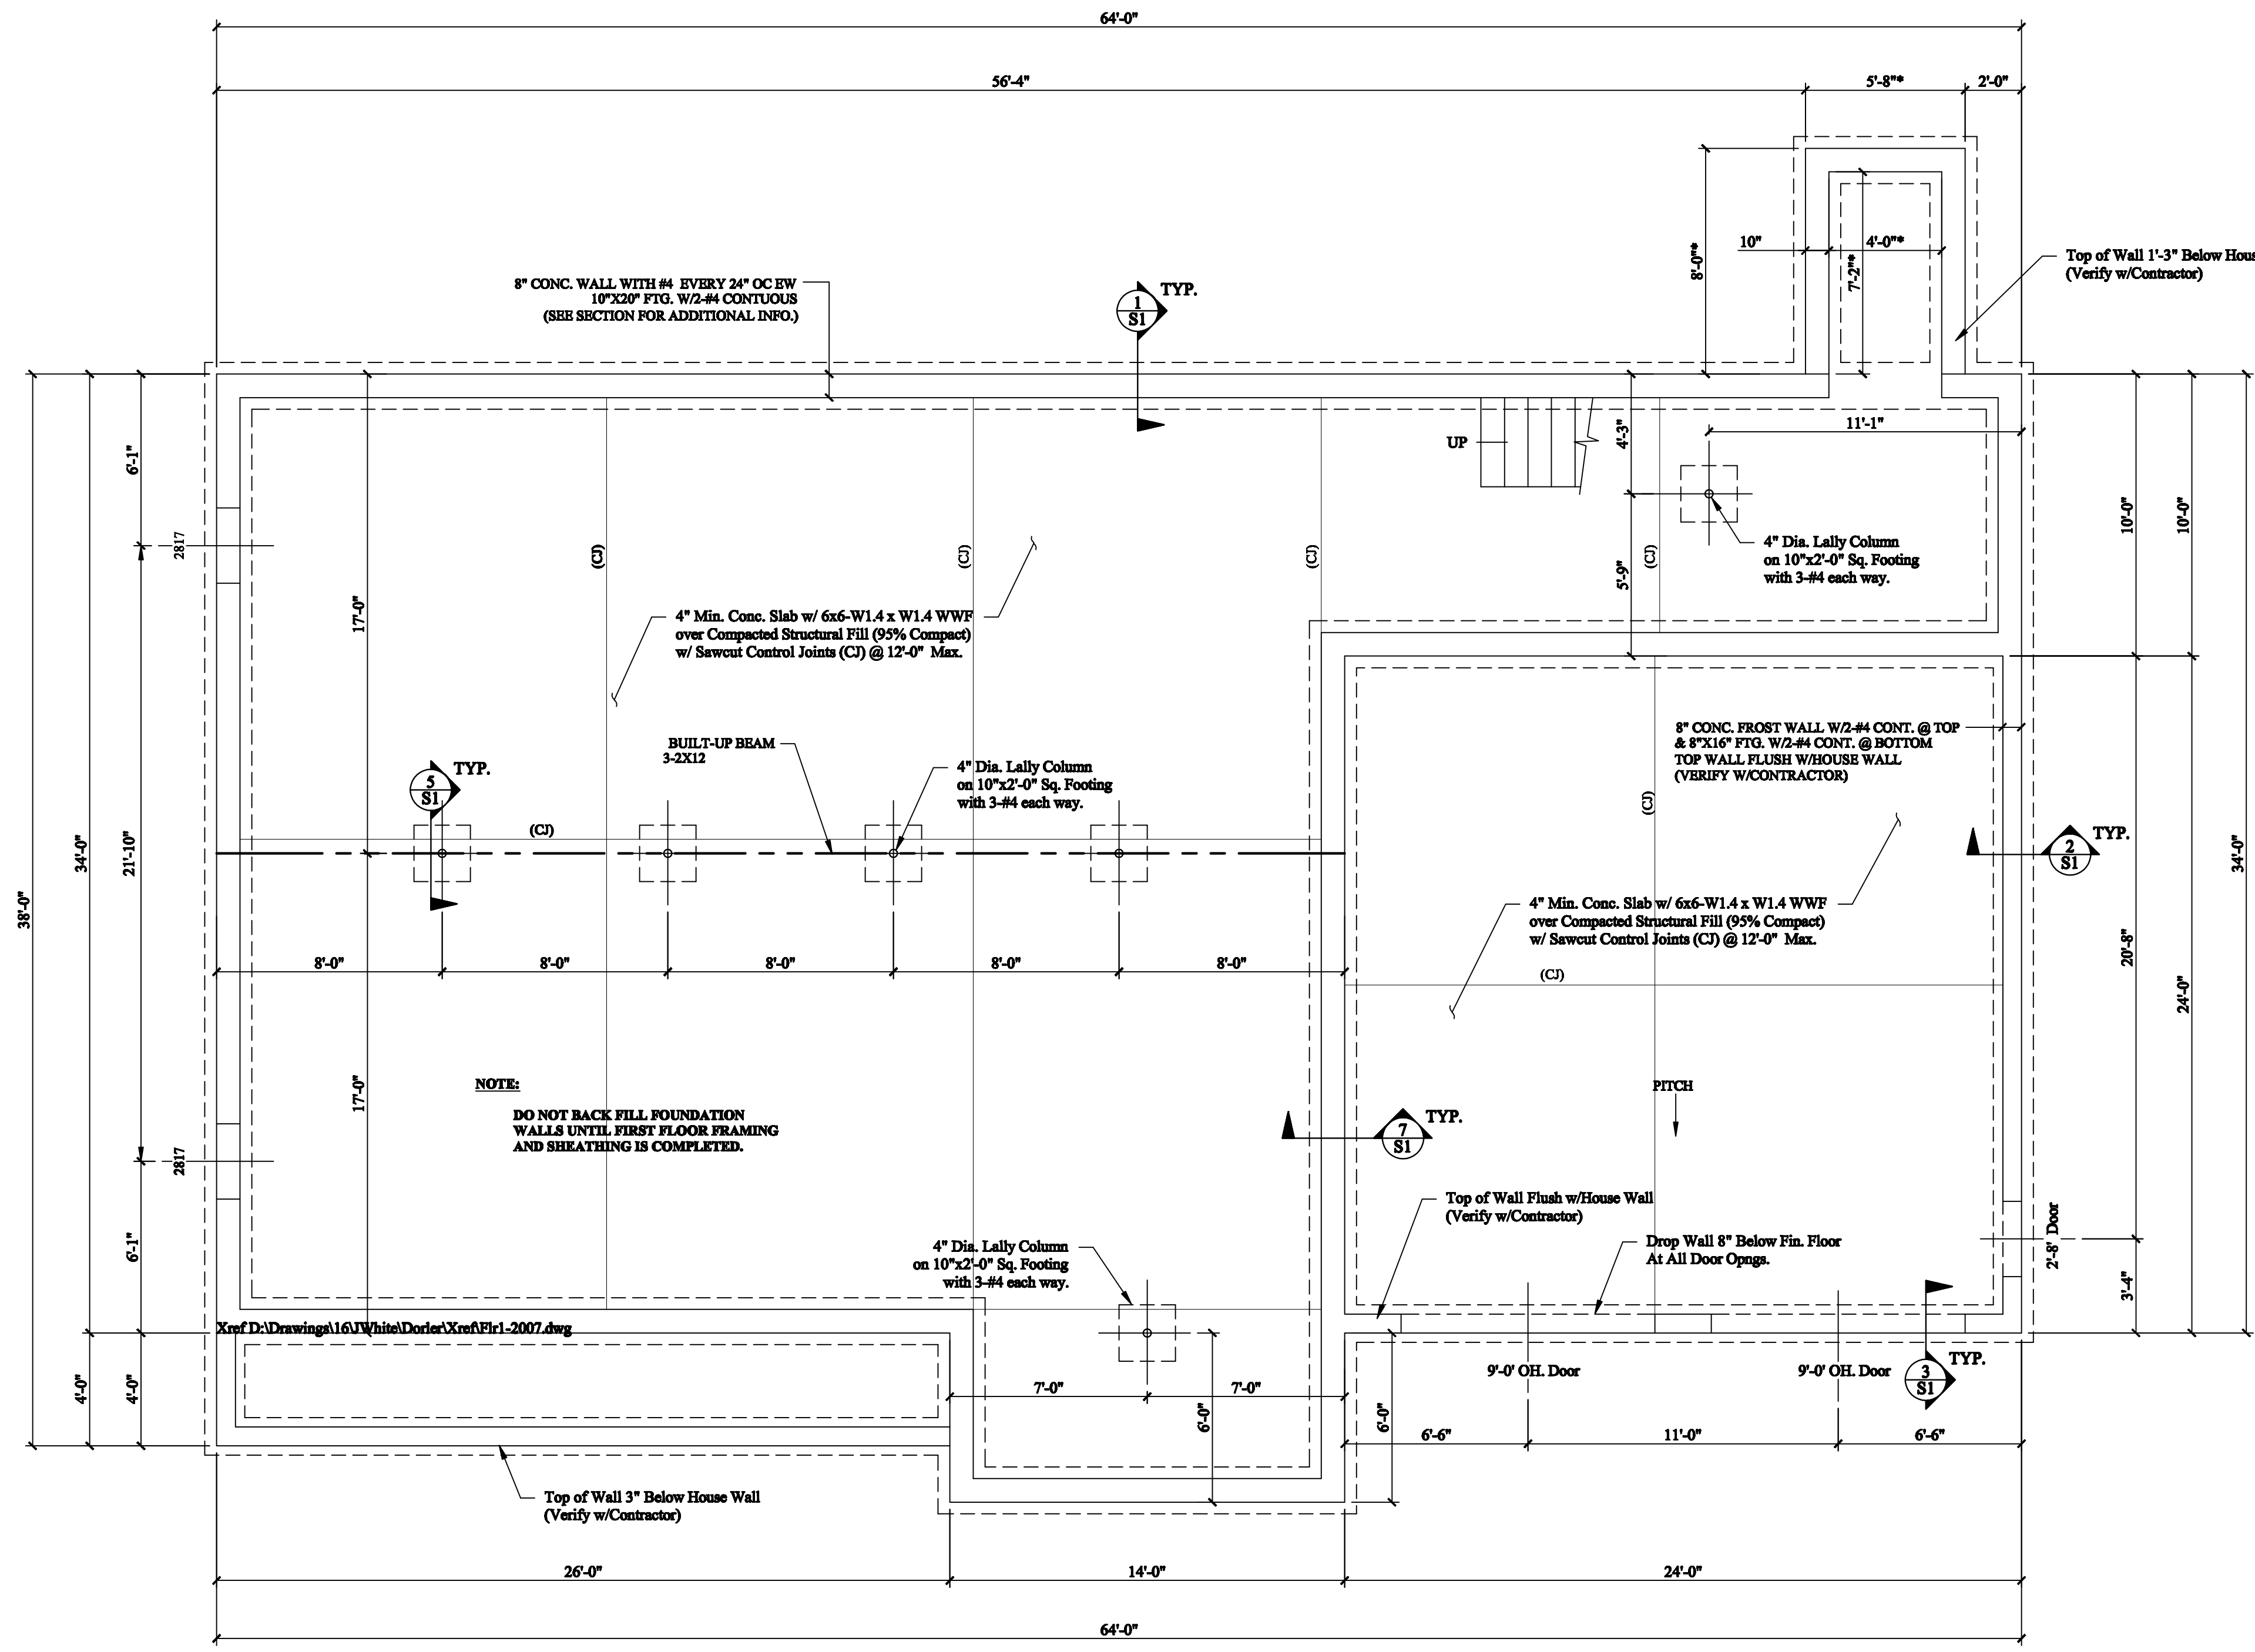 64'-0"
56'-4"
5'-8"*
2'-0"
8'-0"*
10"
4'-0"*
7'-2"*
Top of Wall 1'-3" Below Hous
(Verify w/Contractor)
8" CONC. WALL WITH #4 EVERY 24" OC EW
10"X20" FTG. W/2-#4 CONTUOUS
(SEE SECTION FOR ADDITIONAL INFO.)
1
S1
TYP.
6'-1"
2817
17'-0"
(CJ)
(CJ)
(CJ)
(CJ)
UP
4'-3"
5'-9"
11'-1"
4" Dia. Lally Column
on 10"x2'-0" Sq. Footing
with 3-#4 each way.
10'-0"
10'-0"
4" Min. Conc. Slab w/ 6x6-W1.4 x W1.4 WWF
over Compacted Structural Fill (95% Compact)
w/ Sawcut Control Joints (CJ) @ 12'-0" Max.
8" CONC. FROST WALL W/2-#4 CONT. @ TOP
& 8"X16" FTG. W/2-#4 CONT. @ BOTTOM
TOP WALL FLUSH W/HOUSE WALL
(VERIFY W/CONTRACTOR)
BUILT-UP BEAM
3-2X12
4" Dia. Lally Column
on 10"x2'-0" Sq. Footing
with 3-#4 each way.
5
S1
TYP.
(CJ)
(CJ)
2
S1
TYP.
38'-0"
34'-0"
21'-10"
34'-0"
4" Min. Conc. Slab w/ 6x6-W1.4 x W1.4 WWF
over Compacted Structural Fill (95% Compact)
w/ Sawcut Control Joints (CJ) @ 12'-0" Max.
20'-8"
24'-0"
8'-0"
8'-0"
8'-0"
8'-0"
8'-0"
(CJ)
17'-0"
NOTE:
DO NOT BACK FILL FOUNDATION
WALLS UNTIL FIRST FLOOR FRAMING
AND SHEATHING IS COMPLETED.
PITCH
7
S1
TYP.
2817
6'-1"
Top of Wall Flush w/House Wall
(Verify w/Contractor)
Drop Wall 8" Below Fin. Floor
At All Door Opngs.
2'-8' Door
3'-4"
4" Dia. Lally Column
on 10"x2'-0" Sq. Footing
with 3-#4 each way.
Xref D:\Drawings\16\JWhite\Dorler\Xref\Flr1-2007.dwg
4'-0"
4'-0"
7'-0"
7'-0"
6'-0"
6'-0"
9'-0' OH. Door
9'-0' OH. Door
3
S1
TYP.
6'-6"
11'-0"
6'-6"
Top of Wall 3" Below House Wall
(Verify w/Contractor)
26'-0"
14'-0"
24'-0"
64'-0"